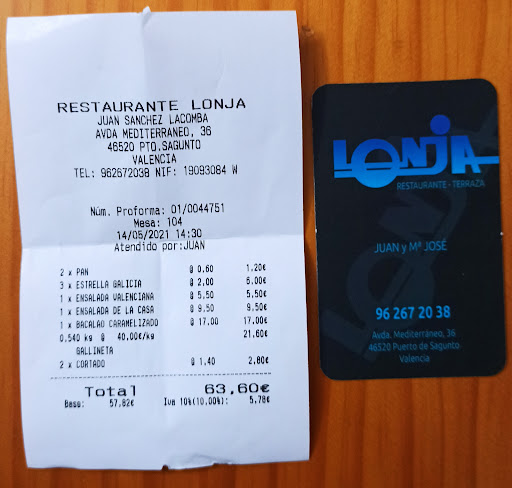 RESTAURANTE LONJA
JUAN SANCHEZ LACOMBA
AVDA MEDITERRANEO, 36
46520 PTO.SAGUNTO
VALENCIA
TEL: 962672038 NIF: 19093084 W
Núm. Proforma: 01/0044751
Mesa: 104
14/05/2021 14:30
Atendido por:JUAN
2 x PAN @ 0.60 1.20€
3 x ESTRELLA GALICIA @ 2.00 6.00€
1 x ENSALADA VALENCIANA @ 5.50 5.50€
1 x ENSALADA DE LA CASA @ 9.50 9.50€
1 x BACALAO CARAMELIZADO @ 17.00 17.00€
0.540 kg @ 40.00€/kg 21.60€
GALLINETA
2 x CORTADO @ 1.40 2.80€
Total 63,60€
Base: 57.82€ Iva 10%(10,00%): 5.78€
LONJA
RESTAURANTE - TERRAZA
JUAN y Mª JOSÉ
96 267 20 38
Avda. Mediterráneo, 36
46520 Puerto de Sagunto
Valencia